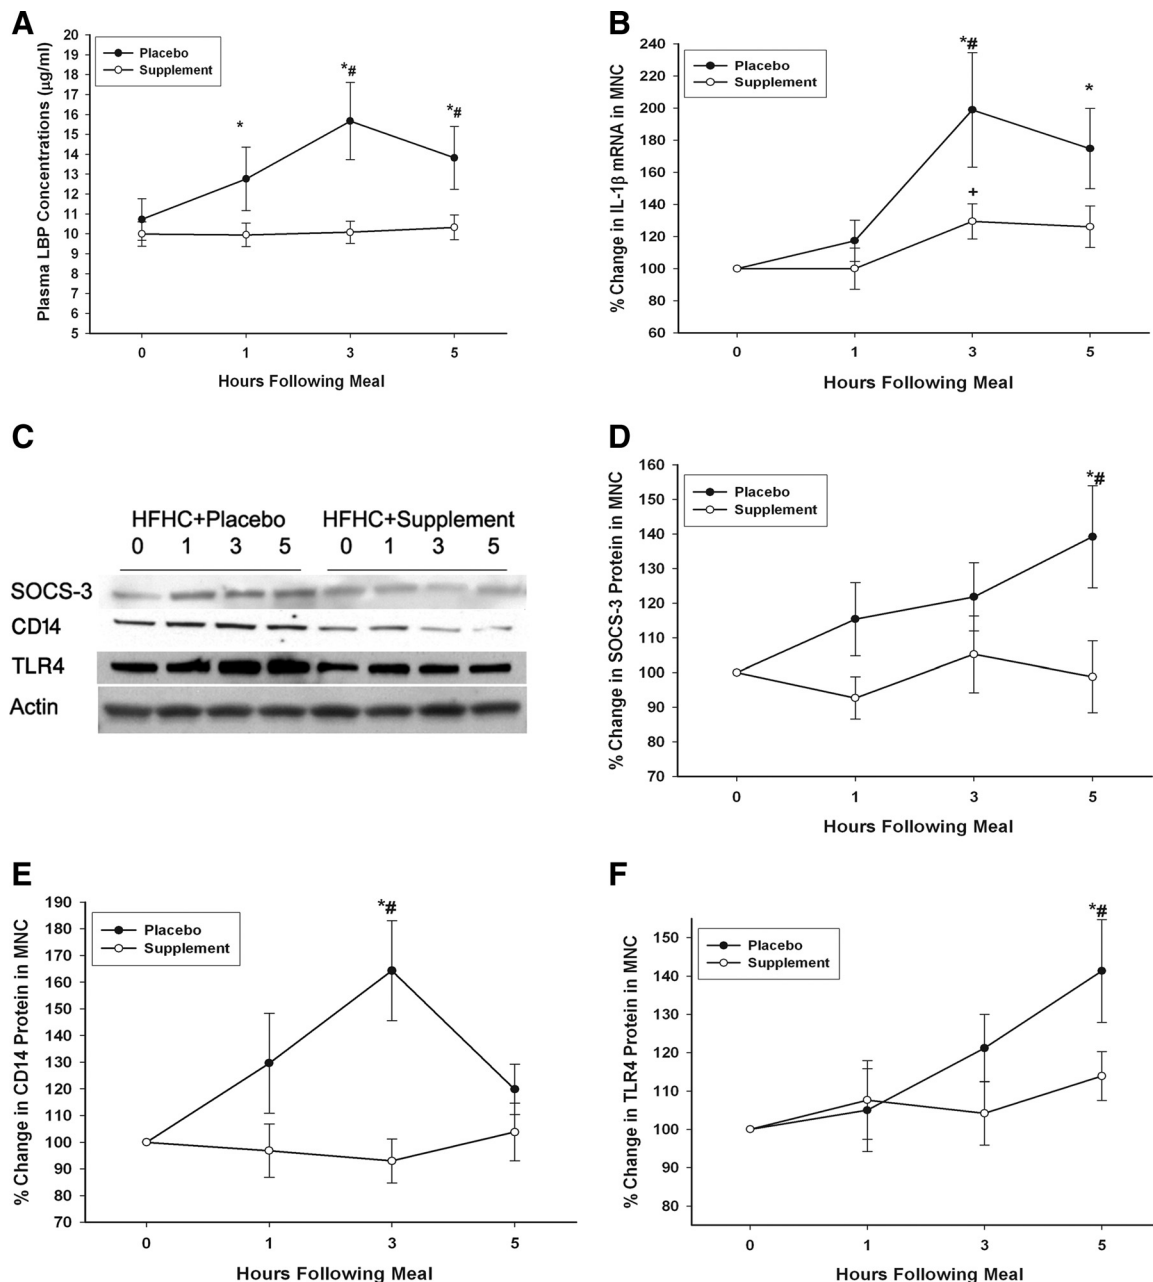 A
Plasma LBP Concentrations (µg/ml)
20
19
18
17
16
15
14
13
12
11
10
9
8
7
6
5
Placebo
Supplement
*
*#
*#
0 1 3 5
Hours Following Meal
B
% Change in IL-1β mRNA in MNC
240
220
200
180
160
140
120
100
80
60
Placebo
Supplement
*#
*
+
0 1 3 5
Hours Following Meal
C
HFHC+Placebo HFHC+Supplement
0 1 3 5 0 1 3 5
SOCS-3
CD14
TLR4
Actin
D
% Change in SOCS-3 Protein in MNC
160
150
140
130
120
110
100
90
80
70
Placebo
Supplement
*#
0 1 3 5
Hours Following Meal
E
% Change in CD14 Protein in MNC
190
180
170
160
150
140
130
120
110
100
90
80
70
Placebo
Supplement
*#
0 1 3 5
Hours Following Meal
F
% Change in TLR4 Protein in MNC
150
140
130
120
110
100
90
80
Placebo
Supplement
*#
0 1 3 5
Hours Following Meal